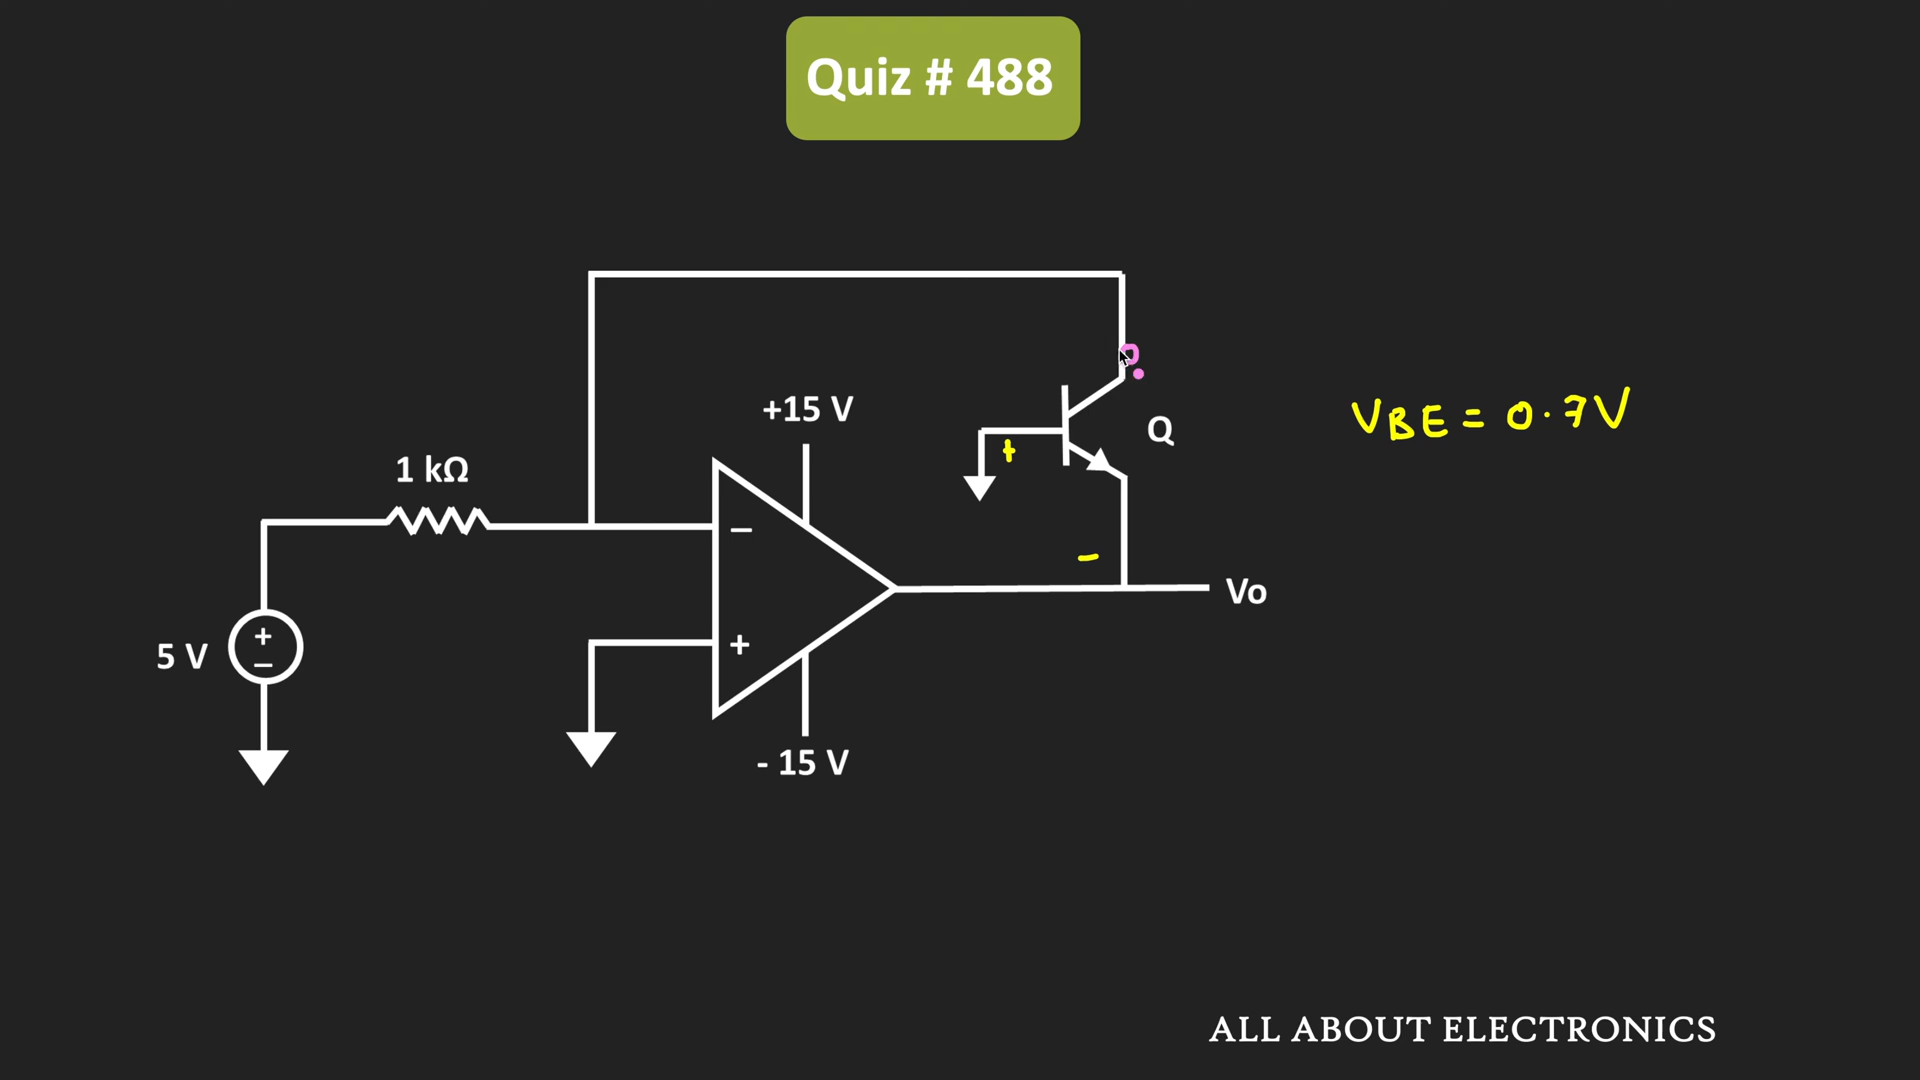 Quiz # 488
+15 V
1 kΩ
Q
VBE = 0.7V
+
–
–
+
–
Vo
5 V
+
–
- 15 V
ALL ABOUT ELECTRONICS